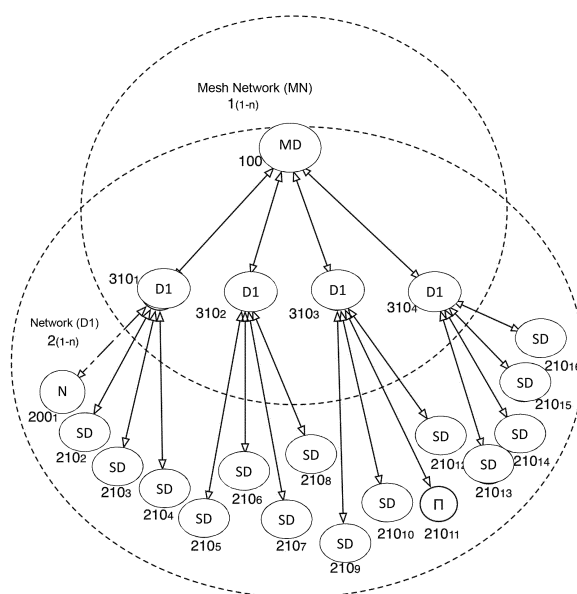 Mesh Network (MN)
1(1-n)
MD
100
310₁
D1
310₂
D1
310₃
D1
310₄
D1
Network (D1)
2(1-n)
N
200₁
SD
210₂
SD
210₃
SD
210₄
SD
210₅
SD
210₆
SD
210₇
SD
210₈
SD
210₉
SD
210₁₀
П
210₁₁
SD
210₁₂
SD
210₁₃
SD
210₁₄
SD
210₁₅
SD
210₁₆